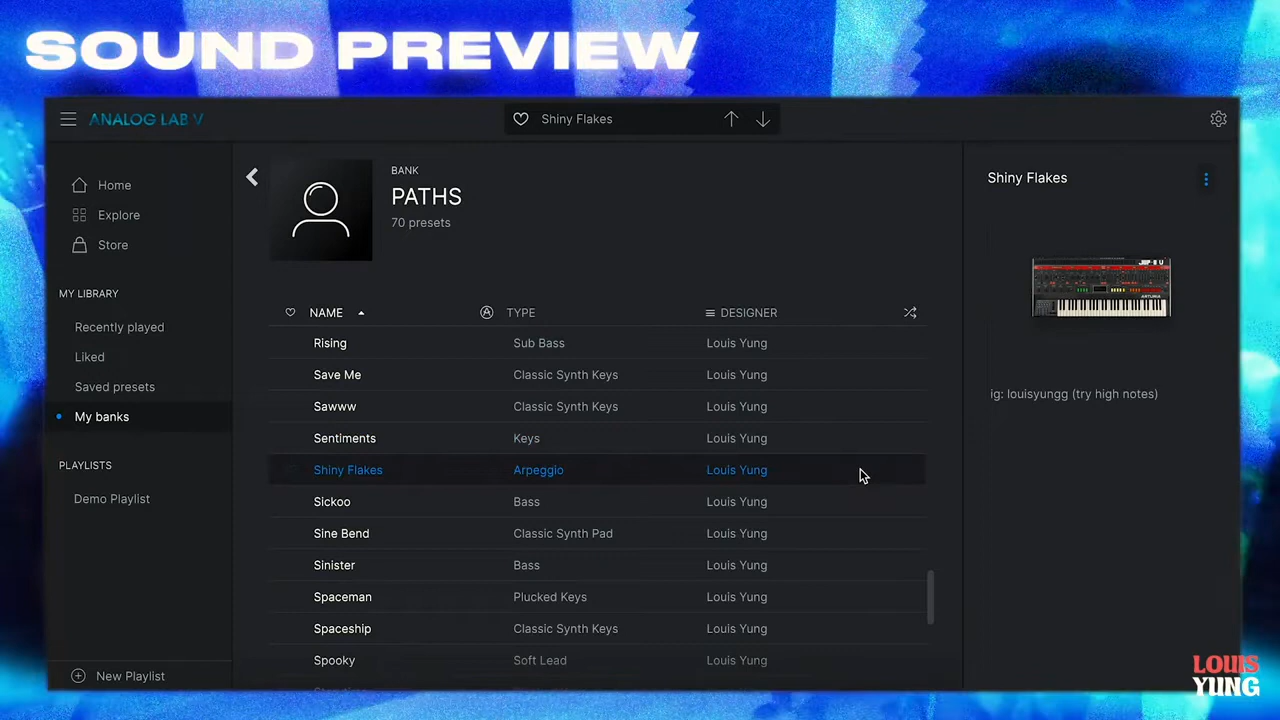 SOUND PREVIEW
ANALOG LAB V
Shiny Flakes
Home
Explore
Store
MY LIBRARY
Recently played
Liked
Saved presets
My banks
PLAYLISTS
Demo Playlist
New Playlist
BANK
PATHS
70 presets
NAME TYPE DESIGNER
Rising Sub Bass Louis Yung
Save Me Classic Synth Keys Louis Yung
Sawww Classic Synth Keys Louis Yung
Sentiments Keys Louis Yung
Shiny Flakes Arpeggio Louis Yung
Sickoo Bass Louis Yung
Sine Bend Classic Synth Pad Louis Yung
Sinister Bass Louis Yung
Spaceman Plucked Keys Louis Yung
Spaceship Classic Synth Keys Louis Yung
Spooky Soft Lead Louis Yung
Shiny Flakes
JUP-8 V
ARTURIA
ig: louisyungg (try high notes)
LOUIS
YUNG